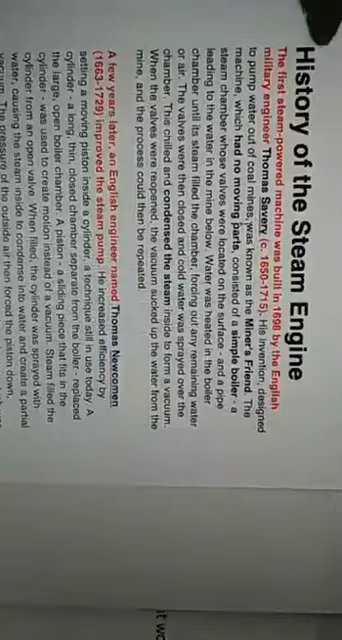 History of the Steam Engine
The first steam-powered machine was built in 1698 by the English
military engineer Thomas Savery (c. 1650-1715). His invention, designed
to pump water out of coal mines, was known as the Miner's Friend. The
machine, which had no moving parts, consisted of a simple boiler - a
steam chamber whose valves were located on the surface - and a pipe
leading to the water in the mine below. Water was heated in the boiler
chamber until its steam filled the chamber, forcing out any remaining water
or air. The valves were then closed and cold water was sprayed over the
chamber. This chilled and condensed the steam inside to form a vacuum.
When the valves were reopened, the vacuum sucked up the water from the
mine, and the process could then be repeated.
A few years later, an English engineer named Thomas Newcomen
(1663-1729) improved the steam pump. He increased efficiency by
setting a moving piston inside a cylinder, a technique still in use today. A
cylinder - a long, thin, closed chamber separate from the boiler - replaced
the large, open boiler chamber. A piston - a sliding piece that fits in the
cylinder - was used to create motion instead of a vacuum. Steam filled the
cylinder from an open valve. When filled, the cylinder was sprayed with
water, causing the steam inside to condense into water and create a partial
vacuum. The pressure of the outside air then forced the piston down,